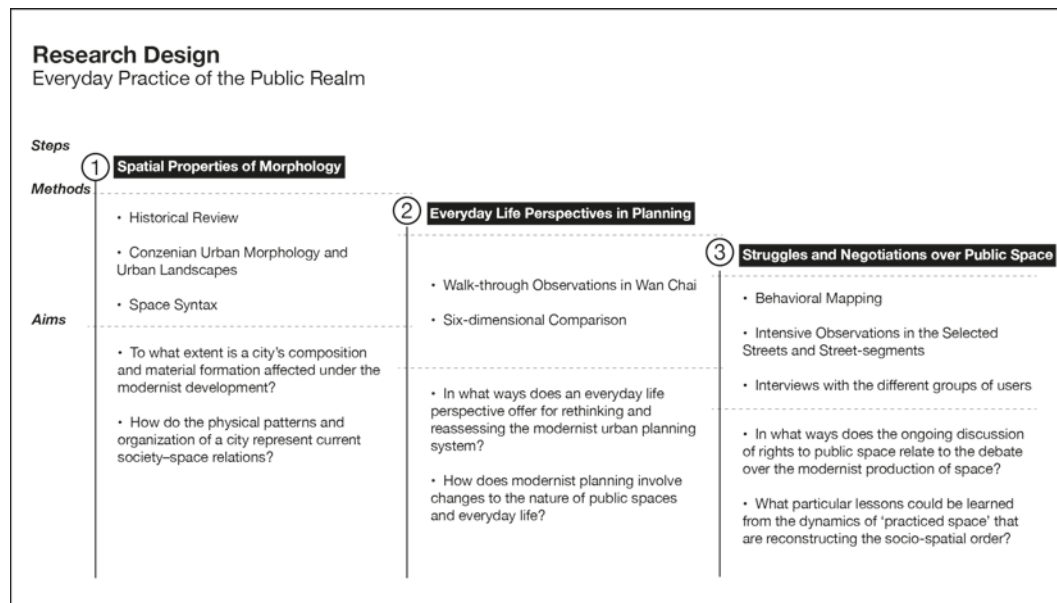 Research Design
Everyday Practice of the Public Realm
Steps
1 Spatial Properties of Morphology
Methods
• Historical Review
• Conzenian Urban Morphology and
Urban Landscapes
• Space Syntax
Aims
• To what extent is a city's composition
and material formation affected under the
modernist development?
• How do the physical patterns and
organization of a city represent current
society–space relations?
2 Everyday Life Perspectives in Planning
• Walk-through Observations in Wan Chai
• Six-dimensional Comparison
• In what ways does an everyday life
perspective offer for rethinking and
reassessing the modernist urban planning
system?
• How does modernist planning involve
changes to the nature of public spaces
and everyday life?
3 Struggles and Negotiations over Public Space
• Behavioral Mapping
• Intensive Observations in the Selected
Streets and Street-segments
• Interviews with the different groups of users
• In what ways does the ongoing discussion
of rights to public space relate to the debate
over the modernist production of space?
• What particular lessons could be learned
from the dynamics of 'practiced space' that
are reconstructing the socio-spatial order?